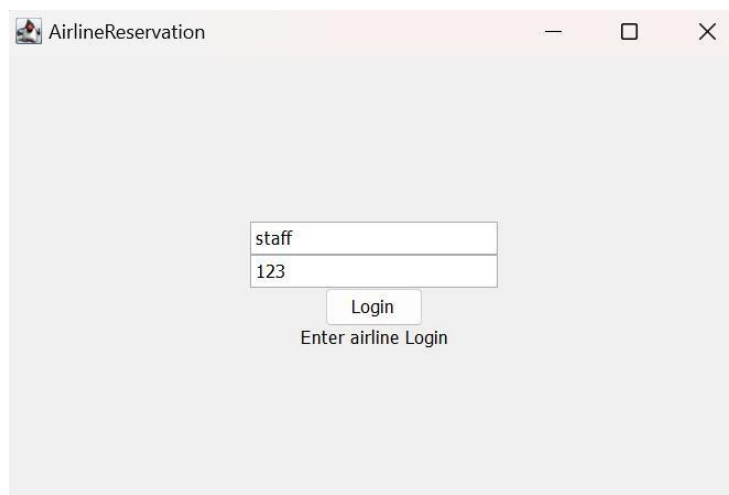 AirlineReservation
staff
123
Login
Enter airline Login